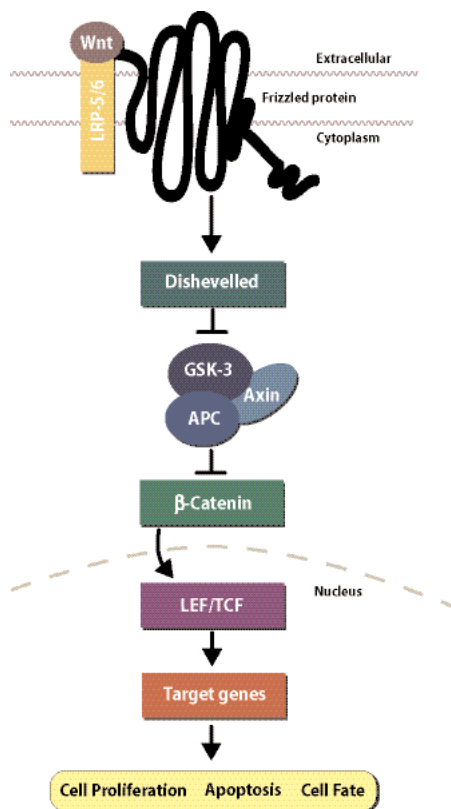 Wnt
Extracellular
LRP-5/6
Frizzled protein
Cytoplasm
Dishevelled
GSK-3
Axin
APC
β-Catenin
Nucleus
LEF/TCF
Target genes
Cell Proliferation Apoptosis Cell Fate